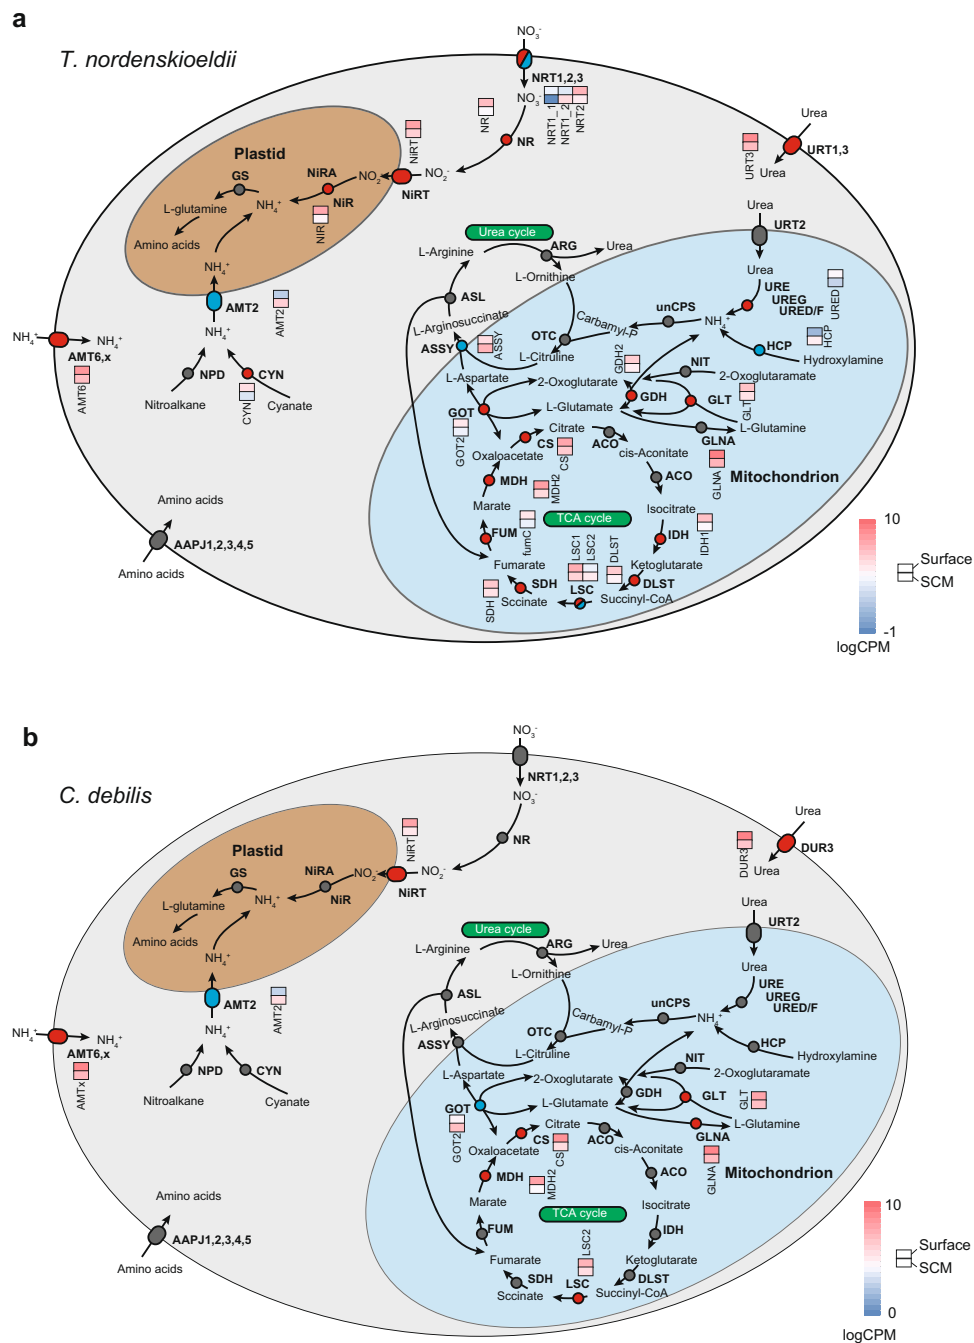 a
T. nordenskioeldii
NO3-
NRT1,2,3
NO3-
NRT1_1
NRT1_2
NRT2
NR
NR
NiRT
NO2-
NiRT
Urea
URT1,3
URT3
Urea
Plastid
GS
NiRA
NO2-
NiR
NIR
L-glutamine
NH4+
Amino acids
NH4+
AMT2
AMT2
NH4+
NH4+
NH4+
AMT6,x
AMT6
NPD
CYN
Nitroalkane
CYN
Cyanate
Urea cycle
L-Arginine
ARG
Urea
L-Ornithine
ASL
L-Arginosuccinate
Carbamyl-P
OTC
ASSY
ASSY
L-Citruline
L-Aspartate
Urea
URT2
Urea
URE
UREG
URED/F
URED
unCPS
NH4+
HCP
HCP
Hydroxylamine
NIT
2-Oxoglutaramate
GDH2
2-Oxoglutarate
GDH
GLT
GLT
GOT
GOT2
L-Glutamate
L-Glutamine
GLNA
GLNA
Citrate
CS
CS
ACO
Oxaloacetate
cis-Aconitate
Mitochondrion
MDH
MDH2
ACO
Marate
Isocitrate
TCA cycle
fumC
FUM
IDH
IDH1
LSC1
LSC2
DLST
Fumarate
Ketoglutarate
SDH
SDH
LSC
DLST
Sccinate
Succinyl-CoA
Amino acids
AAPJ1,2,3,4,5
Amino acids
10
Surface
SCM
-1
logCPM
b
C. debilis
NO3-
NRT1,2,3
NO3-
NR
NiRT
NO2-
NiRT
Urea
DUR3
DUR3
Urea
Plastid
GS
NiRA
NO2-
NiR
L-glutamine
NH4+
Amino acids
NH4+
AMT2
AMT2
NH4+
NH4+
NH4+
AMT6,x
AMTx
NPD
CYN
Nitroalkane
Cyanate
Urea cycle
L-Arginine
ARG
Urea
L-Ornithine
ASL
L-Arginosuccinate
Carbamyl-P
OTC
ASSY
L-Citruline
L-Aspartate
Urea
URT2
Urea
URE
UREG
URED/F
unCPS
NH4+
HCP
Hydroxylamine
NIT
2-Oxoglutaramate
2-Oxoglutarate
GDH
GLT
GLT
GOT
GOT2
L-Glutamate
L-Glutamine
GLNA
GLNA
Citrate
CS
CS
ACO
Oxaloacetate
cis-Aconitate
Mitochondrion
MDH
MDH2
ACO
Marate
Isocitrate
TCA cycle
FUM
IDH
LSC2
Fumarate
Ketoglutarate
SDH
LSC
DLST
Sccinate
Succinyl-CoA
Amino acids
AAPJ1,2,3,4,5
Amino acids
10
Surface
SCM
0
logCPM